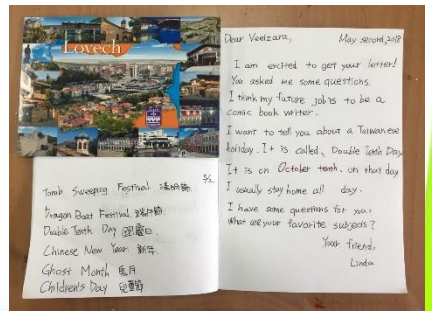 Lovech
5/2
Tomb Sweeping Festival 清明節
Dragon Boat Festival 端午節
Double Tenth Day 國慶日
Chinese New Year 新年
Ghost Month 鬼月
Children's Day 兒童節
Dear Veelzara,
May second, 2018
I am excited to get your letter!
You asked me some questions.
I think my future job is to be a
comic book writer.
I want to tell you about a Taiwanese
holiday. It is called, Double Tenth Day
It is on October tenth. on that day
I usually stay home all day.
I have some questions for you,
What are your favorite subjects?
Your friend,
Linda